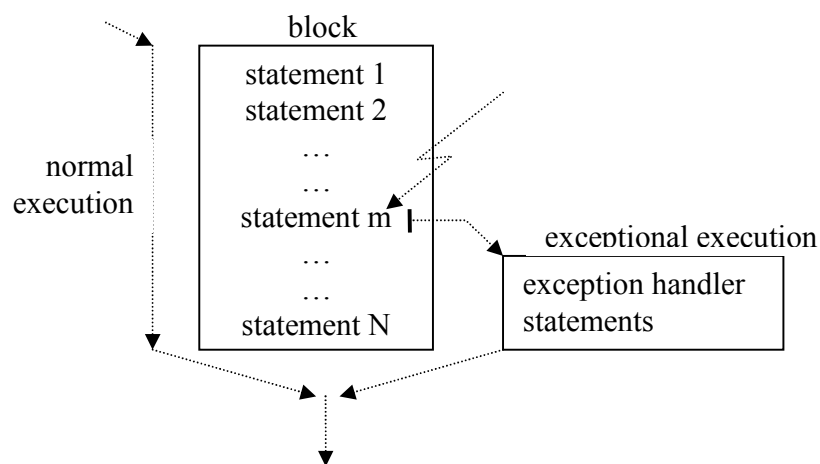 block
statement 1
statement 2
…
…
statement m
…
…
statement N
normal
execution
exceptional execution
exception handler
statements